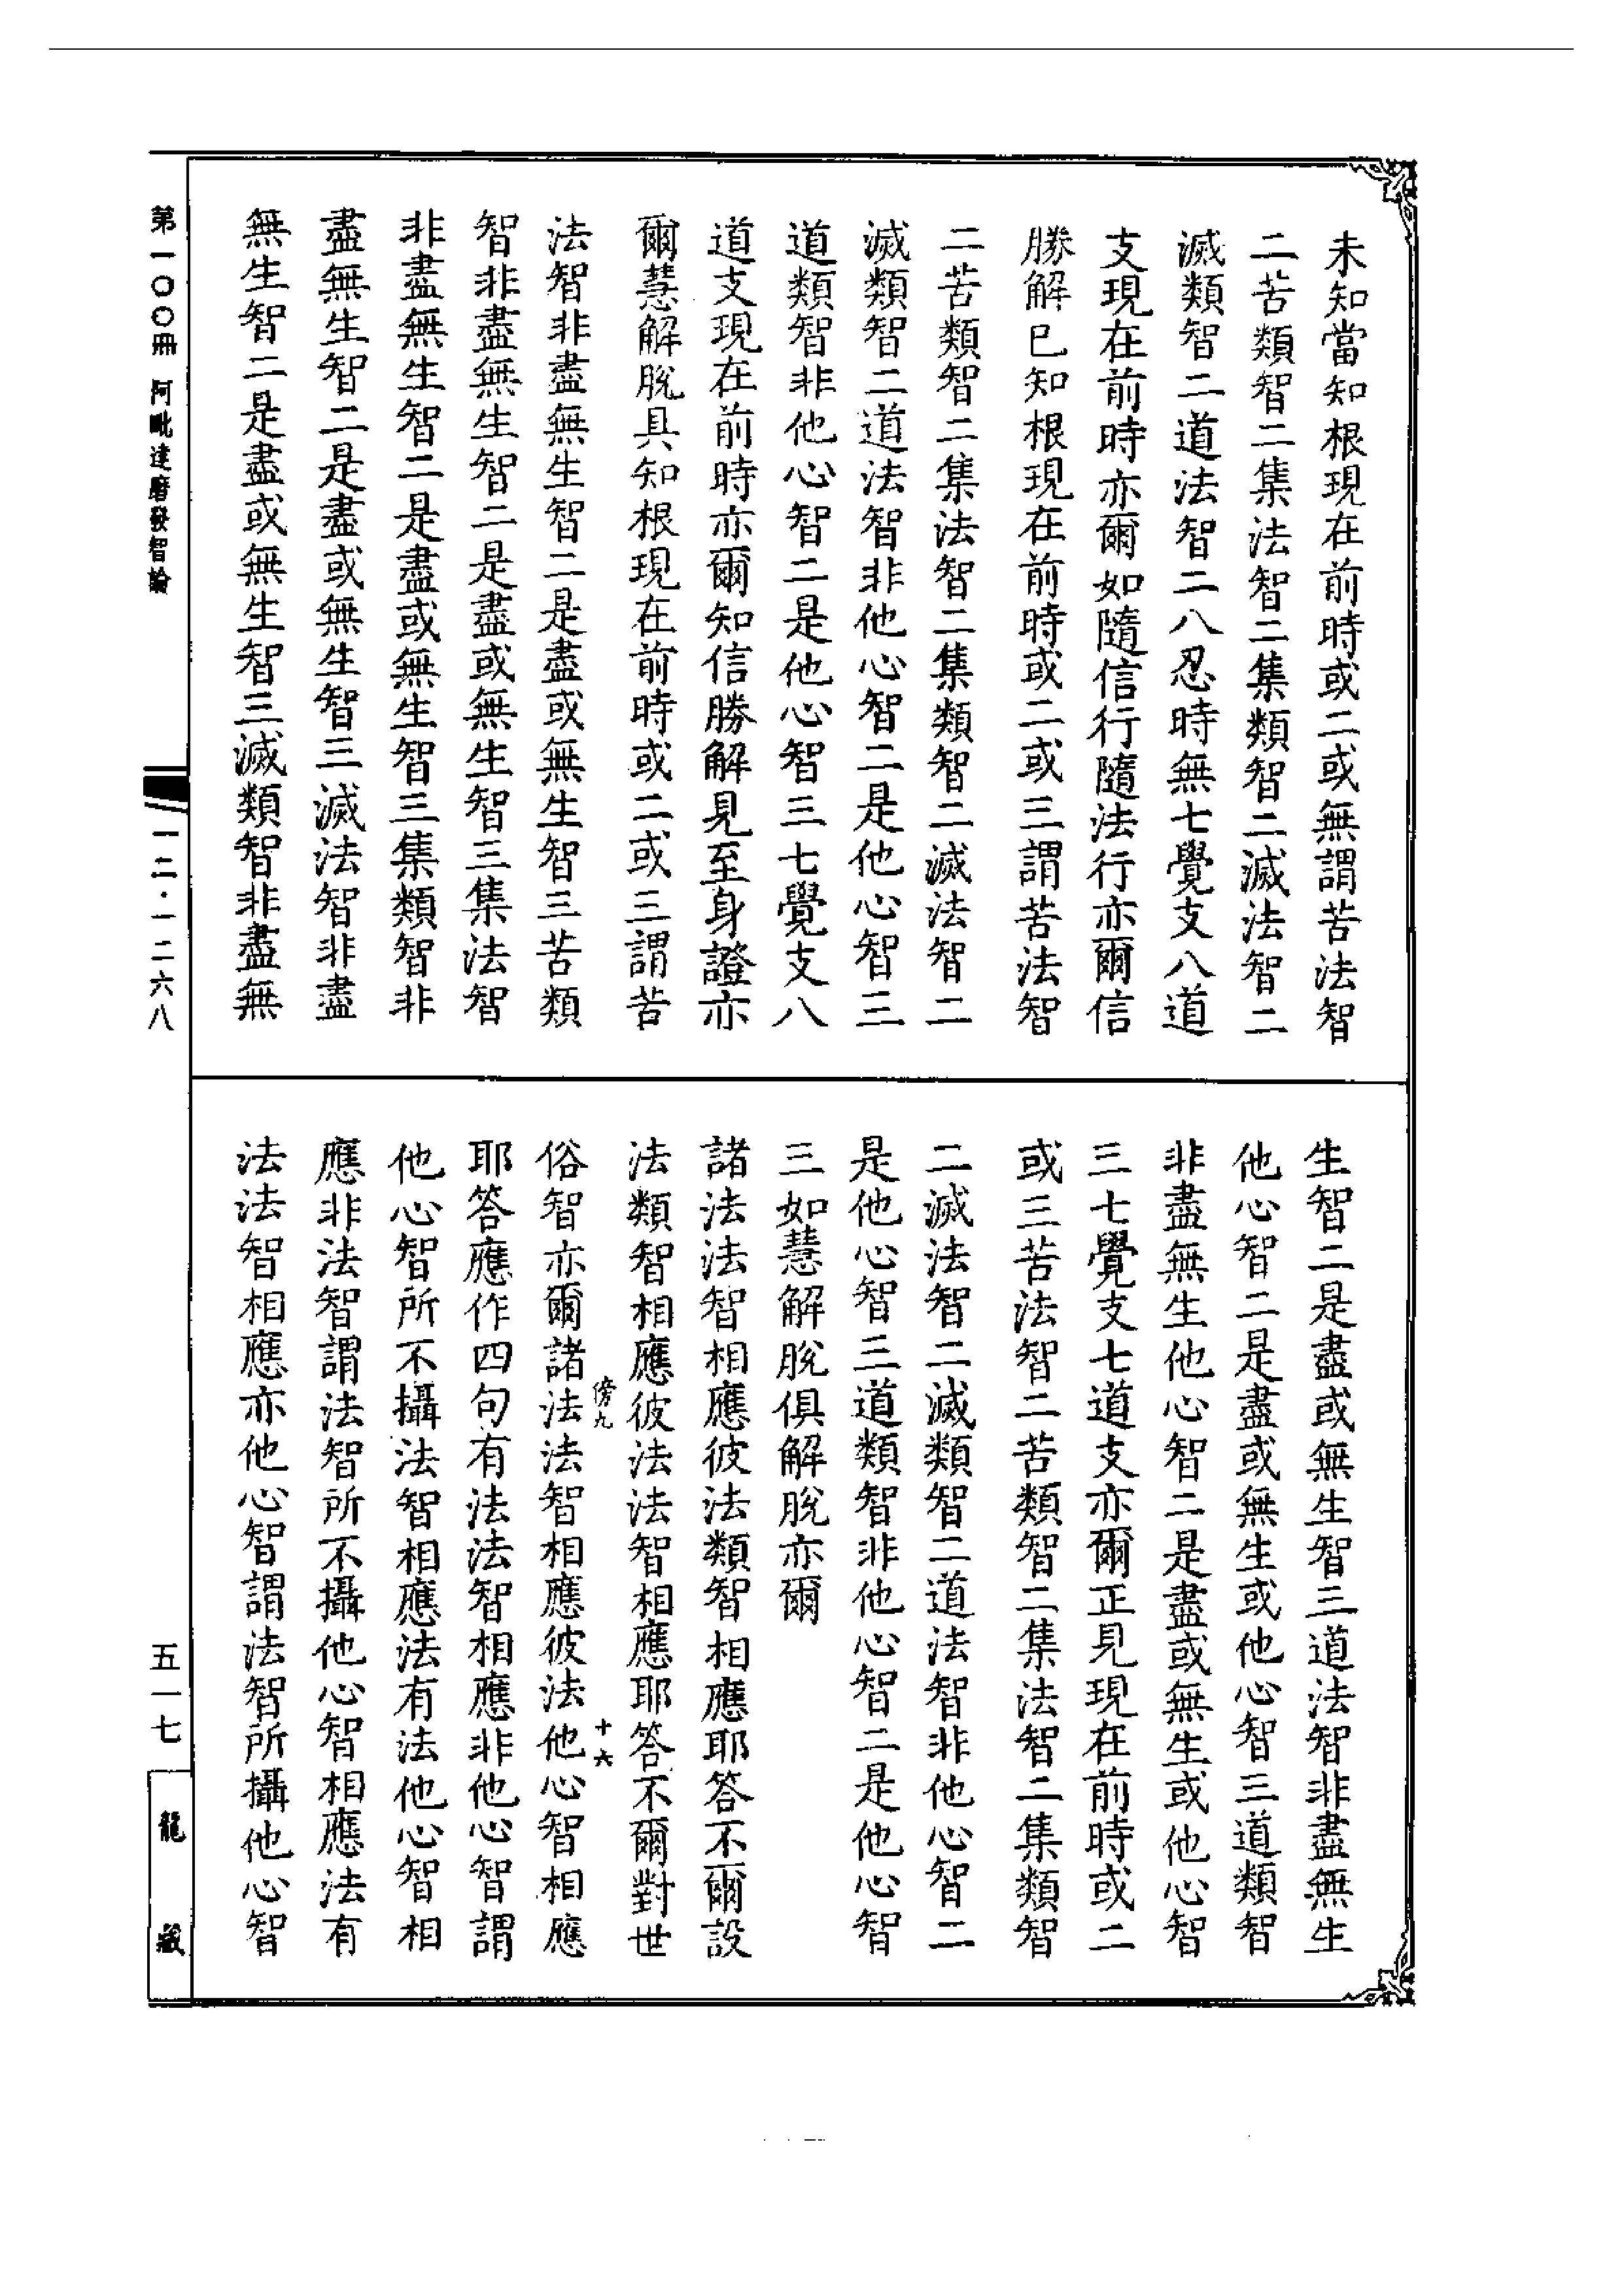 未知當知根現在前時或二或無謂苦法智
二苦類智二集法智二集類智二滅法智二
滅類智二道法智二八忍時無七覺支八道
支現在前時亦爾如隨信行隨法行亦爾信
勝解已知根現在前時或二或三謂苦法智
二苦類智二集法智二集類智二滅法智二
滅類智二道法智非他心智二是他心智三
道類智非他心智二是他心智三七覺支八
道支現在前時亦爾知信勝解見至身證亦
爾慧解脫具知根現在前時或二或三謂苦
法智非盡無生智二是盡或無生智三苦類
智非盡無生智二是盡或無生智三集法智
非盡無生智二是盡或無生智三集類智非
盡無生智二是盡或無生智三滅法智非盡
無生智二是盡或無生智三滅類智非盡無
生智二是盡或無生智三道法智非盡無生
他心智二是盡或無生或他心智三道類智
非盡無生他心智二是盡或無生或他心智
三七覺支七道支亦爾正見現在前時或二
或三苦法智二苦類智二集法智二集類智
二滅法智二滅類智二道法智非他心智二
是他心智三道類智非他心智二是他心智
三如慧解脫俱解脫亦爾
諸法法智相應彼法類智相應耶答不爾設
法類智相應彼法法智相應耶答不爾對世
俗智亦爾諸法法智相應彼法他心智相應
耶答應作四句有法法智相應非他心智謂
他心智所不攝法智相應法有法他心智相
應非法智謂法智所不攝他心智相應法有
法法智相應亦他心智謂法智所攝他心智
傍九
十六
第一〇〇冊 阿毗達磨發智論
一二·一二六八
五一七
龍藏